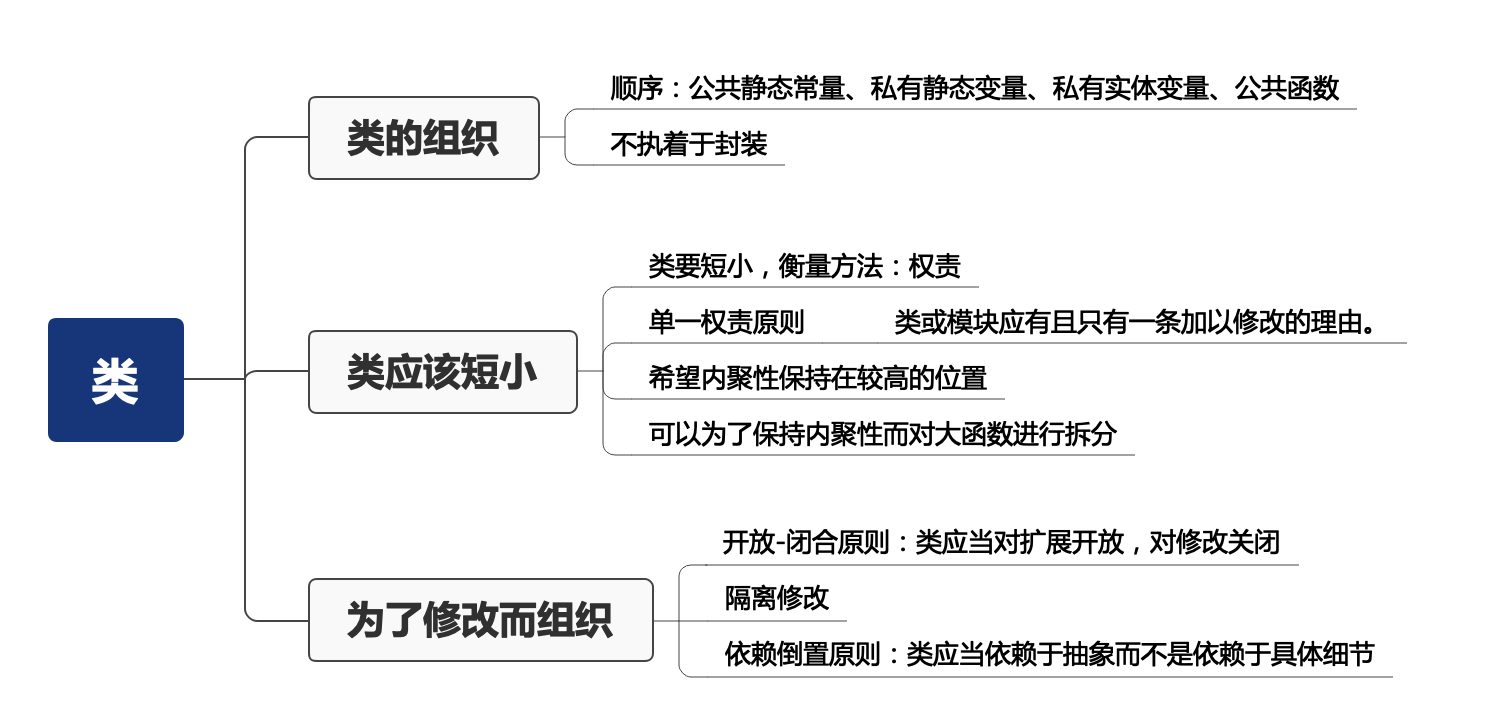 类
类的组织
顺序：公共静态常量、私有静态变量、私有实体变量、公共函数
不执着于封装
类应该短小
类要短小，衡量方法：权责
单一权责原则
类或模块应有且只有一条加以修改的理由。
希望内聚性保持在较高的位置
可以为了保持内聚性而对大函数进行拆分
为了修改而组织
开放-闭合原则：类应当对扩展开放，对修改关闭
隔离修改
依赖倒置原则：类应当依赖于抽象而不是依赖于具体细节